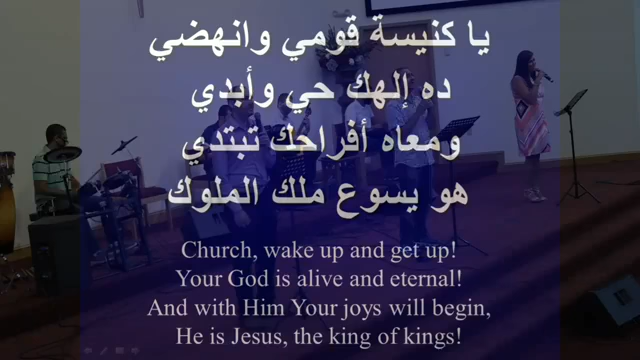 يا كنيسة قومي وانهضي
ده إلهك حي وأبدي
ومعاه أفراحك تبتدي
هو يسوع ملك الملوك
Church, wake up and get up!
Your God is alive and eternal!
And with Him Your joys will begin,
He is Jesus, the king of kings!